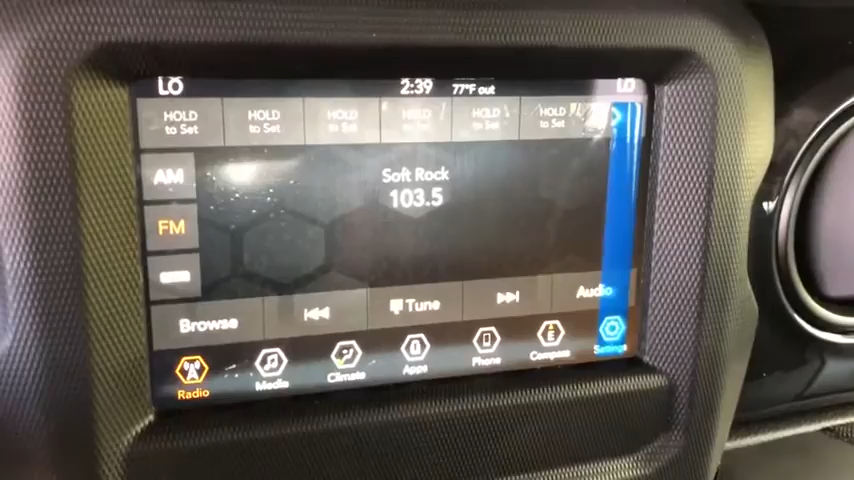 LO 2:39 77°F out LO
HOLD to Set HOLD to Set HOLD to Set HOLD to Set HOLD to Set HOLD to Set
AM
Soft Rock
103.5
FM
Browse Tune Audio
Radio Media Climate Apps Phone E Compass Settings